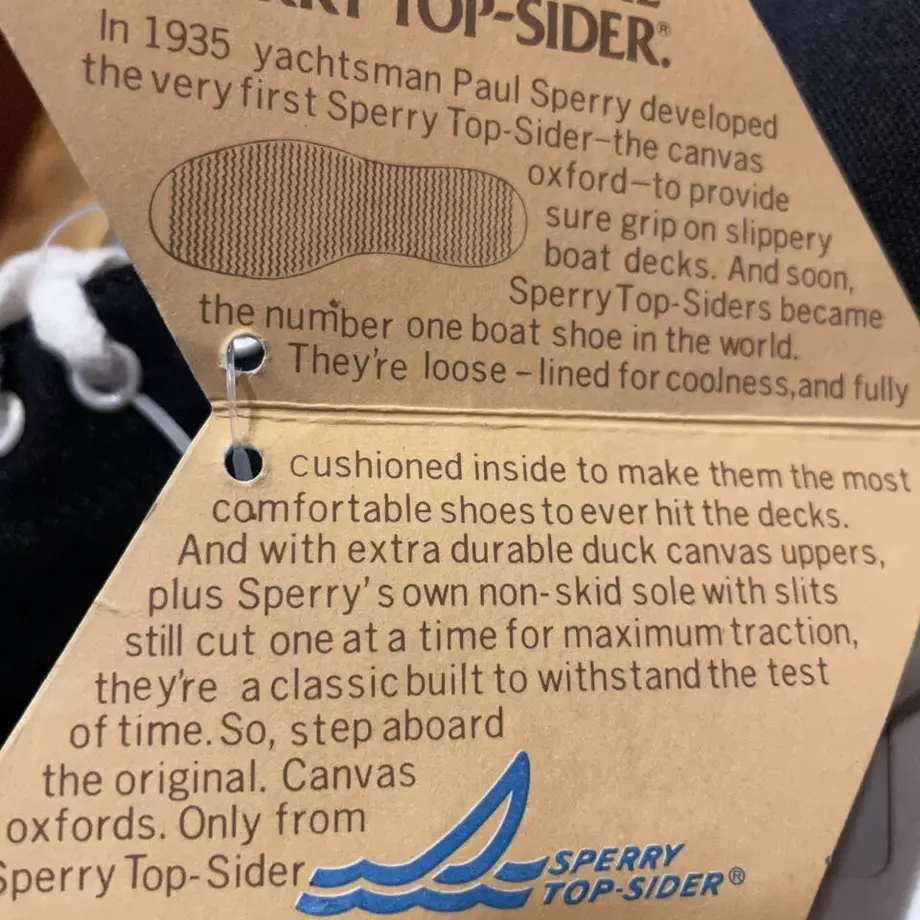 TOP-SIDER®.
In 1935 yachtsman Paul Sperry developed
the very first Sperry Top-Sider—the canvas
oxford—to provide
sure grip on slippery
boat decks. And soon,
Sperry Top-Siders became
the number one boat shoe in the world.
They're loose – lined for coolness, and fully
cushioned inside to make them the most
comfortable shoes to ever hit the decks.
And with extra durable duck canvas uppers,
plus Sperry's own non-skid sole with slits
still cut one at a time for maximum traction,
they're a classic built to withstand the test
of time. So, step aboard
the original. Canvas
oxfords. Only from
Sperry Top-Sider.
SPERRY
TOP-SIDER®